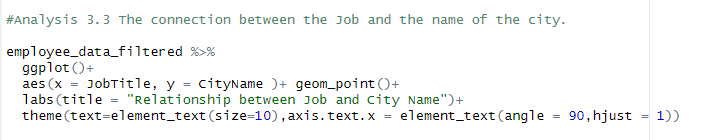 #Analysis 3.3 The connection between the Job and the name of the city.
employee_data_filtered %>%
ggplot()+
aes(x = JobTitle, y = CityName )+ geom_point()+
labs(title = "Relationship between Job and City Name")+
theme(text=element_text(size=10),axis.text.x = element_text(angle = 90,hjust = 1))